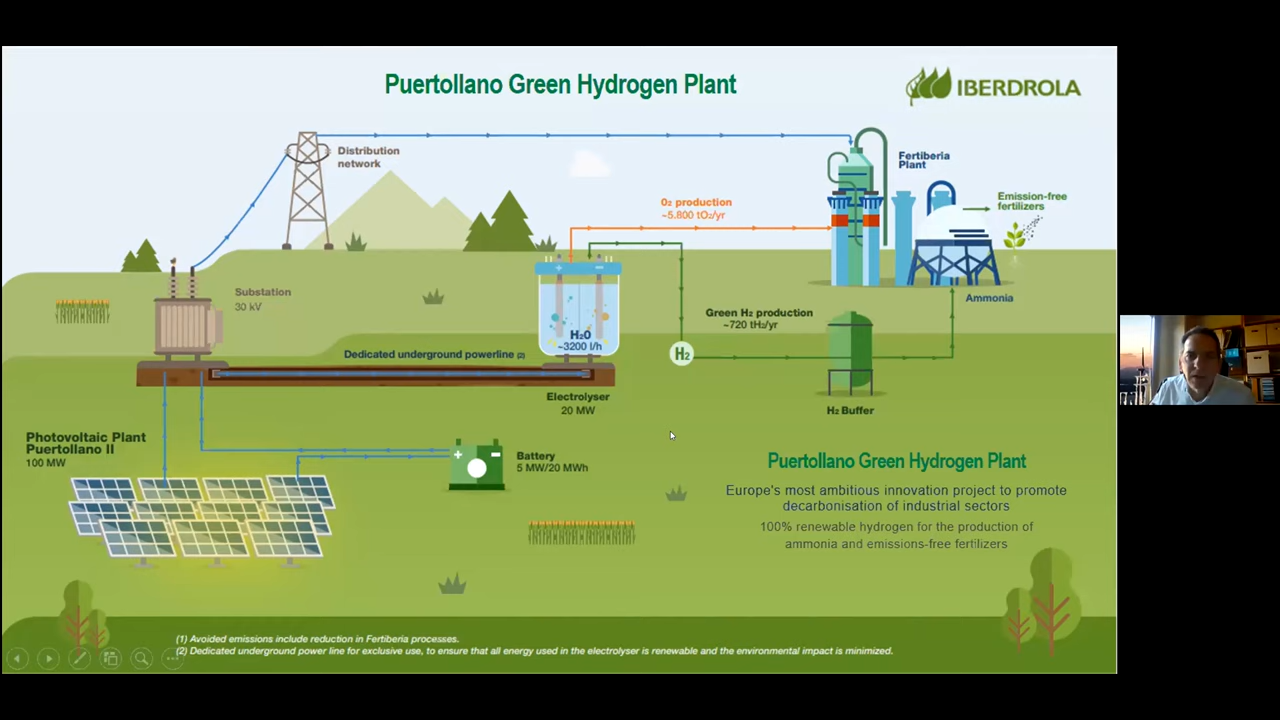 Puertollano Green Hydrogen Plant
IBERDROLA
Distribution
network
Fertiberia
Plant
Emission-free
fertilizers
O₂ production
~5.800 tO₂/yr
Substation
30 kV
Ammonia
Green H₂ production
~720 tH₂/yr
+ −
H₂O
~3200 l/h
H₂
Dedicated underground powerline (2)
Electrolyser
20 MW
H₂ Buffer
Photovoltaic Plant
Puertollano II
100 MW
+ −
Battery
5 MW/20 MWh
Puertollano Green Hydrogen Plant
Europe's most ambitious innovation project to promote
decarbonisation of industrial sectors
100% renewable hydrogen for the production of
ammonia and emissions-free fertilizers
(1) Avoided emissions include reduction in Fertiberia processes.
(2) Dedicated underground power line for exclusive use, to ensure that all energy used in the electrolyser is renewable and the environmental impact is minimized.